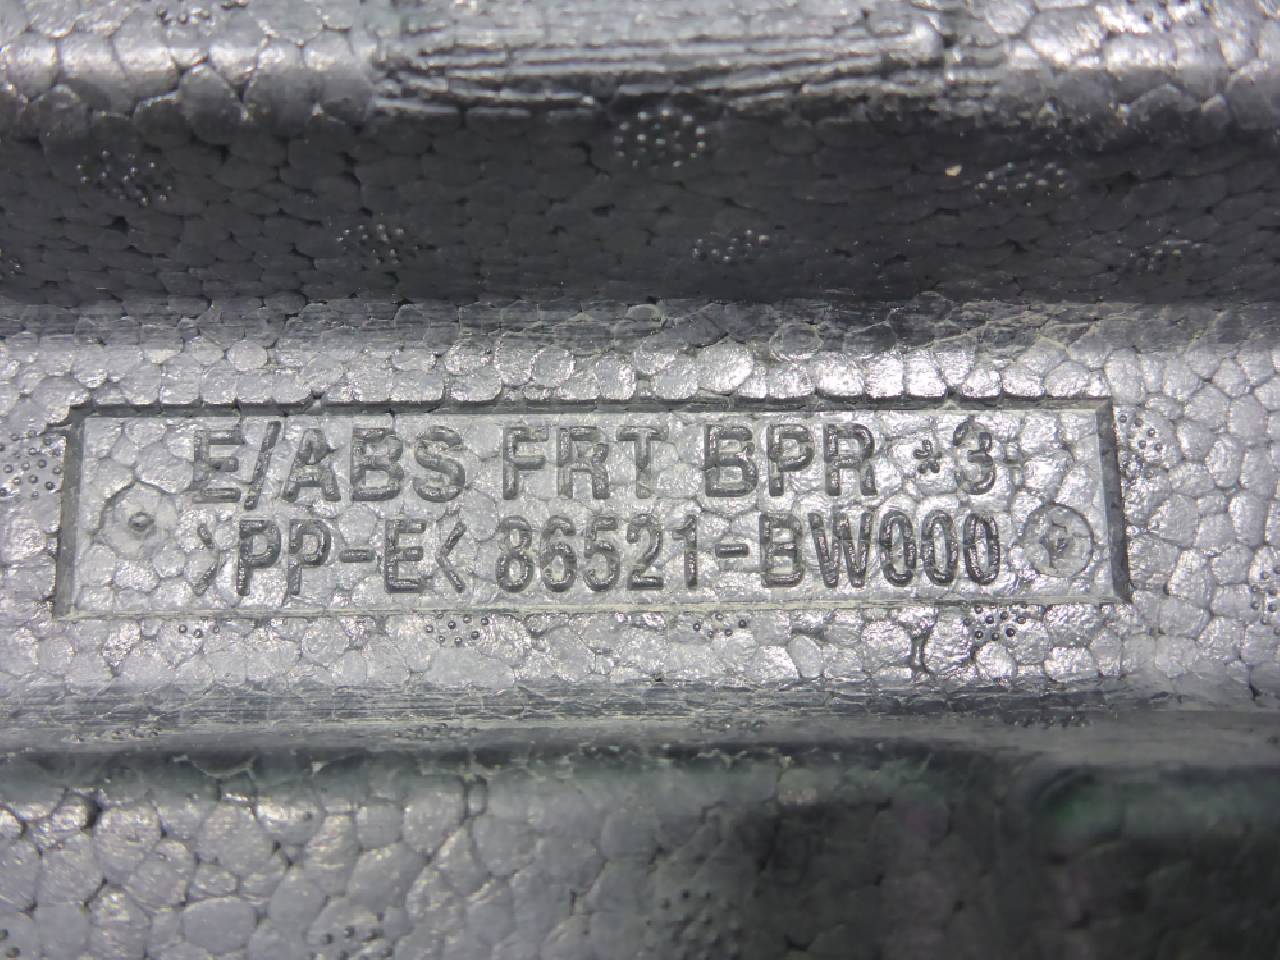 E/ABS FRT BPR *3
>PP-E< 86521-BW000